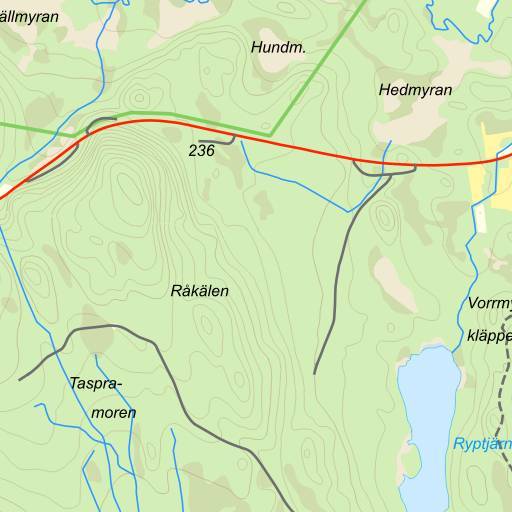 ällmyran
Hundm.
Hedmyran
236
Råkälen
Vorrmy
kläppe
Taspra-
moren
Ryptjärn